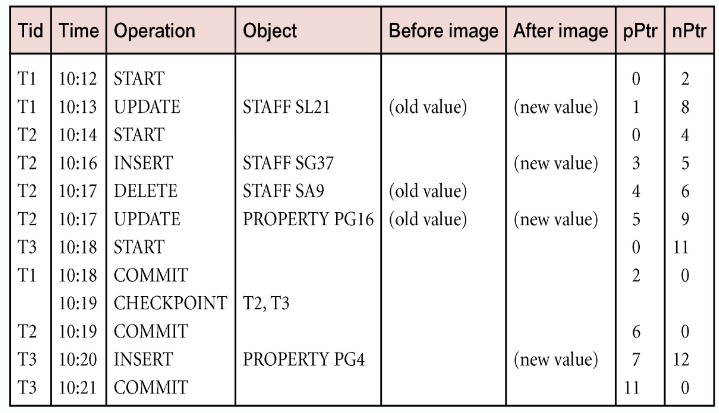 Tid Time Operation Object Before image After image pPtr nPtr
T1 10:12 START 0 2
T1 10:13 UPDATE STAFF SL21 (old value) (new value) 1 8
T2 10:14 START 0 4
T2 10:16 INSERT STAFF SG37 (new value) 3 5
T2 10:17 DELETE STAFF SA9 (old value) 4 6
T2 10:17 UPDATE PROPERTY PG16 (old value) (new value) 5 9
T3 10:18 START 0 11
T1 10:18 COMMIT 2 0
10:19 CHECKPOINT T2, T3
T2 10:19 COMMIT 6 0
T3 10:20 INSERT PROPERTY PG4 (new value) 7 12
T3 10:21 COMMIT 11 0